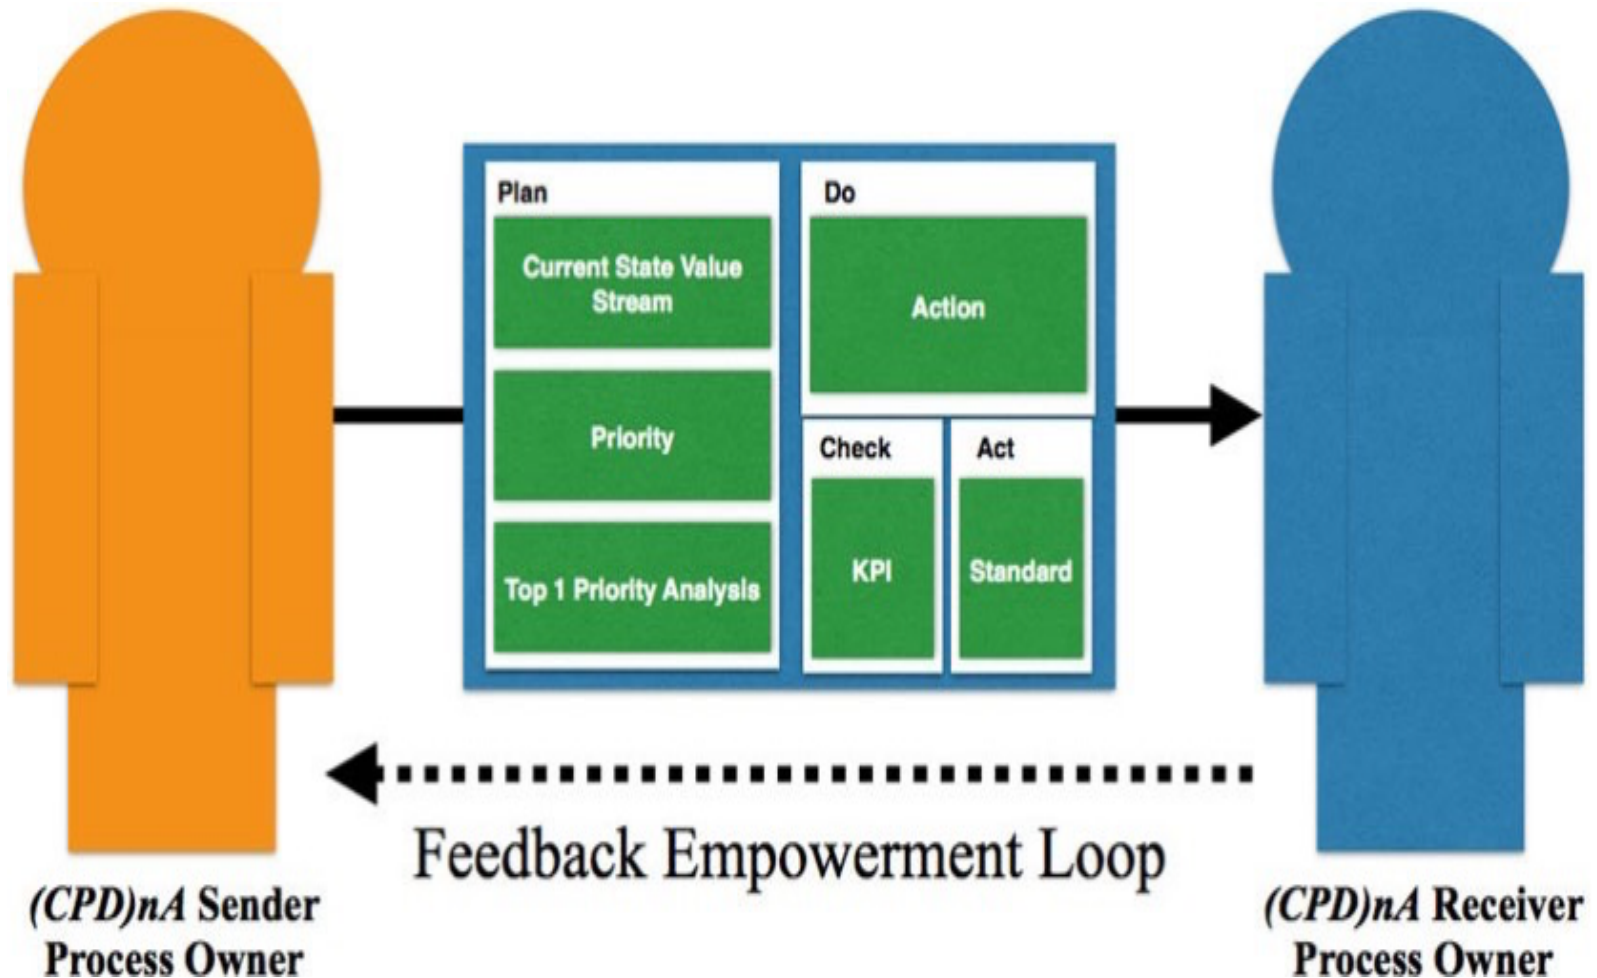 Plan
Current State Value
Stream
Priority
Top 1 Priority Analysis
Do
Action
Check
KPI
Act
Standard
Feedback Empowerment Loop
(CPD)nA Sender
Process Owner
(CPD)nA Receiver
Process Owner